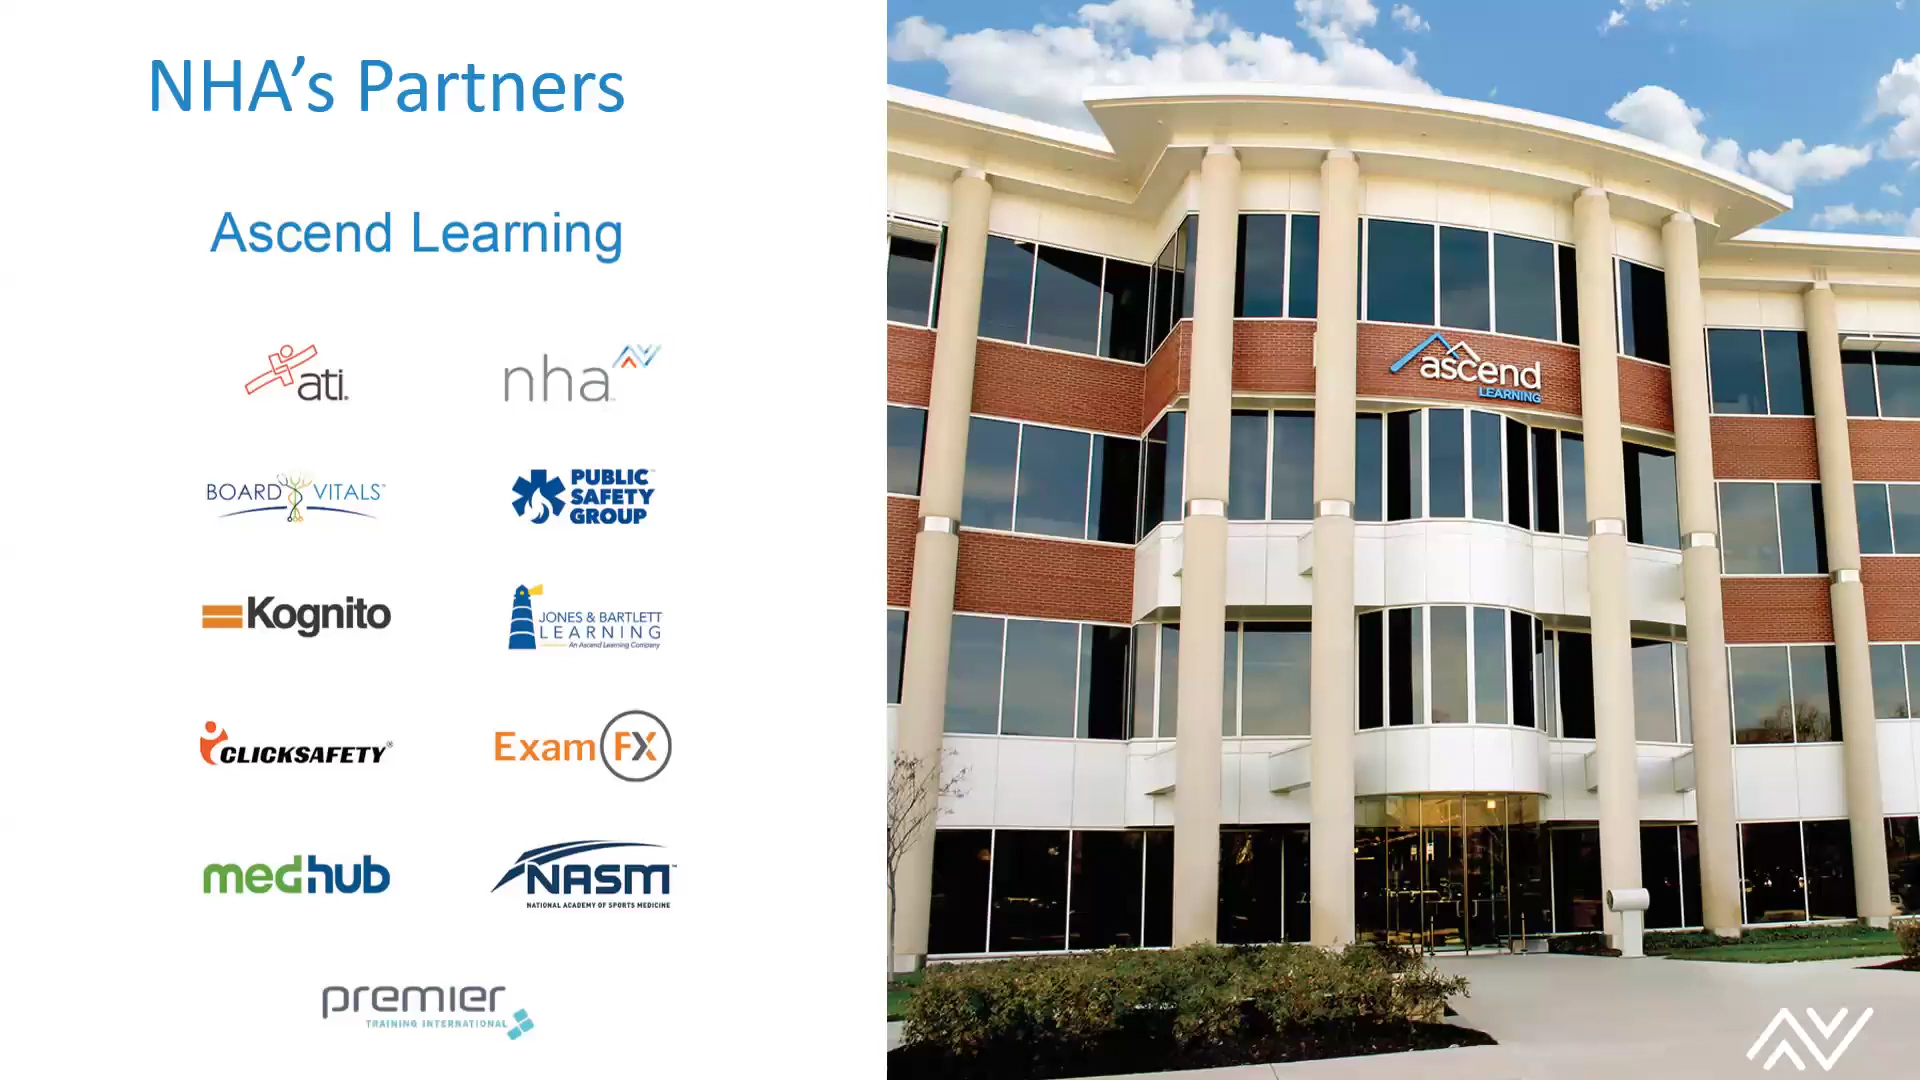 NHA’s Partners
Ascend Learning
ati.
nha
BOARD VITALS
PUBLIC
SAFETY
GROUP
Kognito
JONES & BARTLETT
LEARNING
An Ascend Learning Company
CLICKSAFETY®
Exam FX
medhub
NASM™
NATIONAL ACADEMY OF SPORTS MEDICINE
premier
TRAINING INTERNATIONAL
ascend
LEARNING